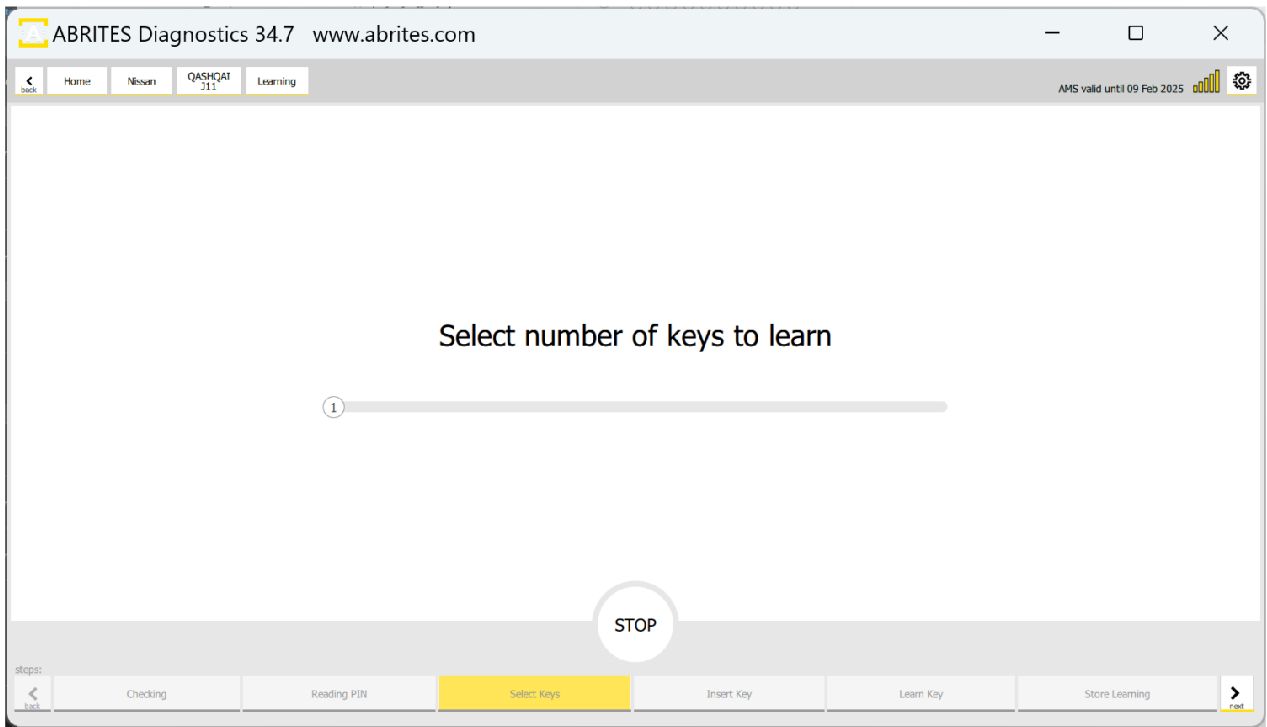 ABRITES Diagnostics 34.7 www.abrites.com
back
Home
Nissan
QASHQAI
J11
Learning
AMS valid until 09 Feb 2025
Select number of keys to learn
1
STOP
steps:
back
Checking
Reading PIN
Select Keys
Insert Key
Learn Key
Store Learning
next